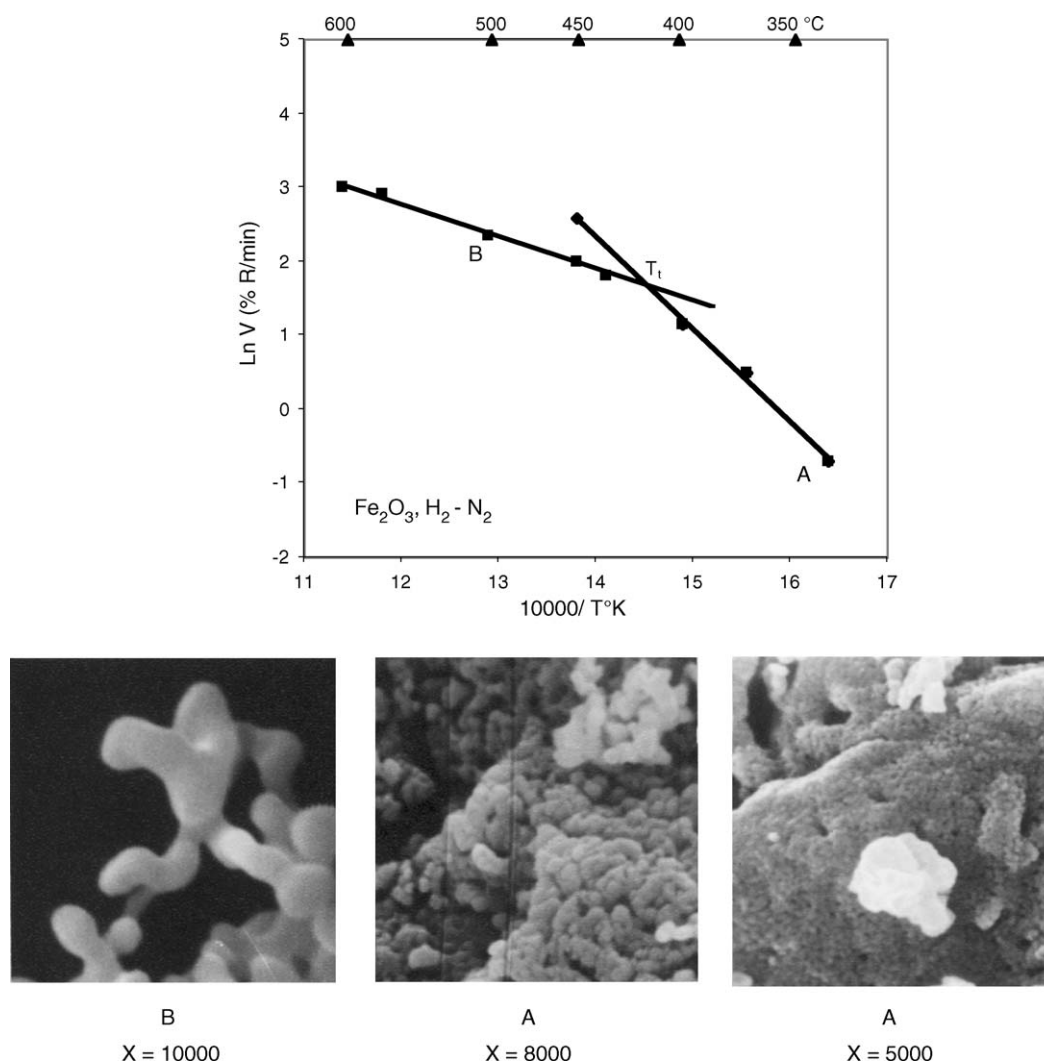 600 500 450 400 350 °C
5
4
3
2
1
0
-1
-2
Ln V (% R/min)
B
Tₜ
A
Fe₂O₃, H₂ - N₂
11 12 13 14 15 16 17
10000/ T°K
B A A
X = 10000 X = 8000 X = 5000